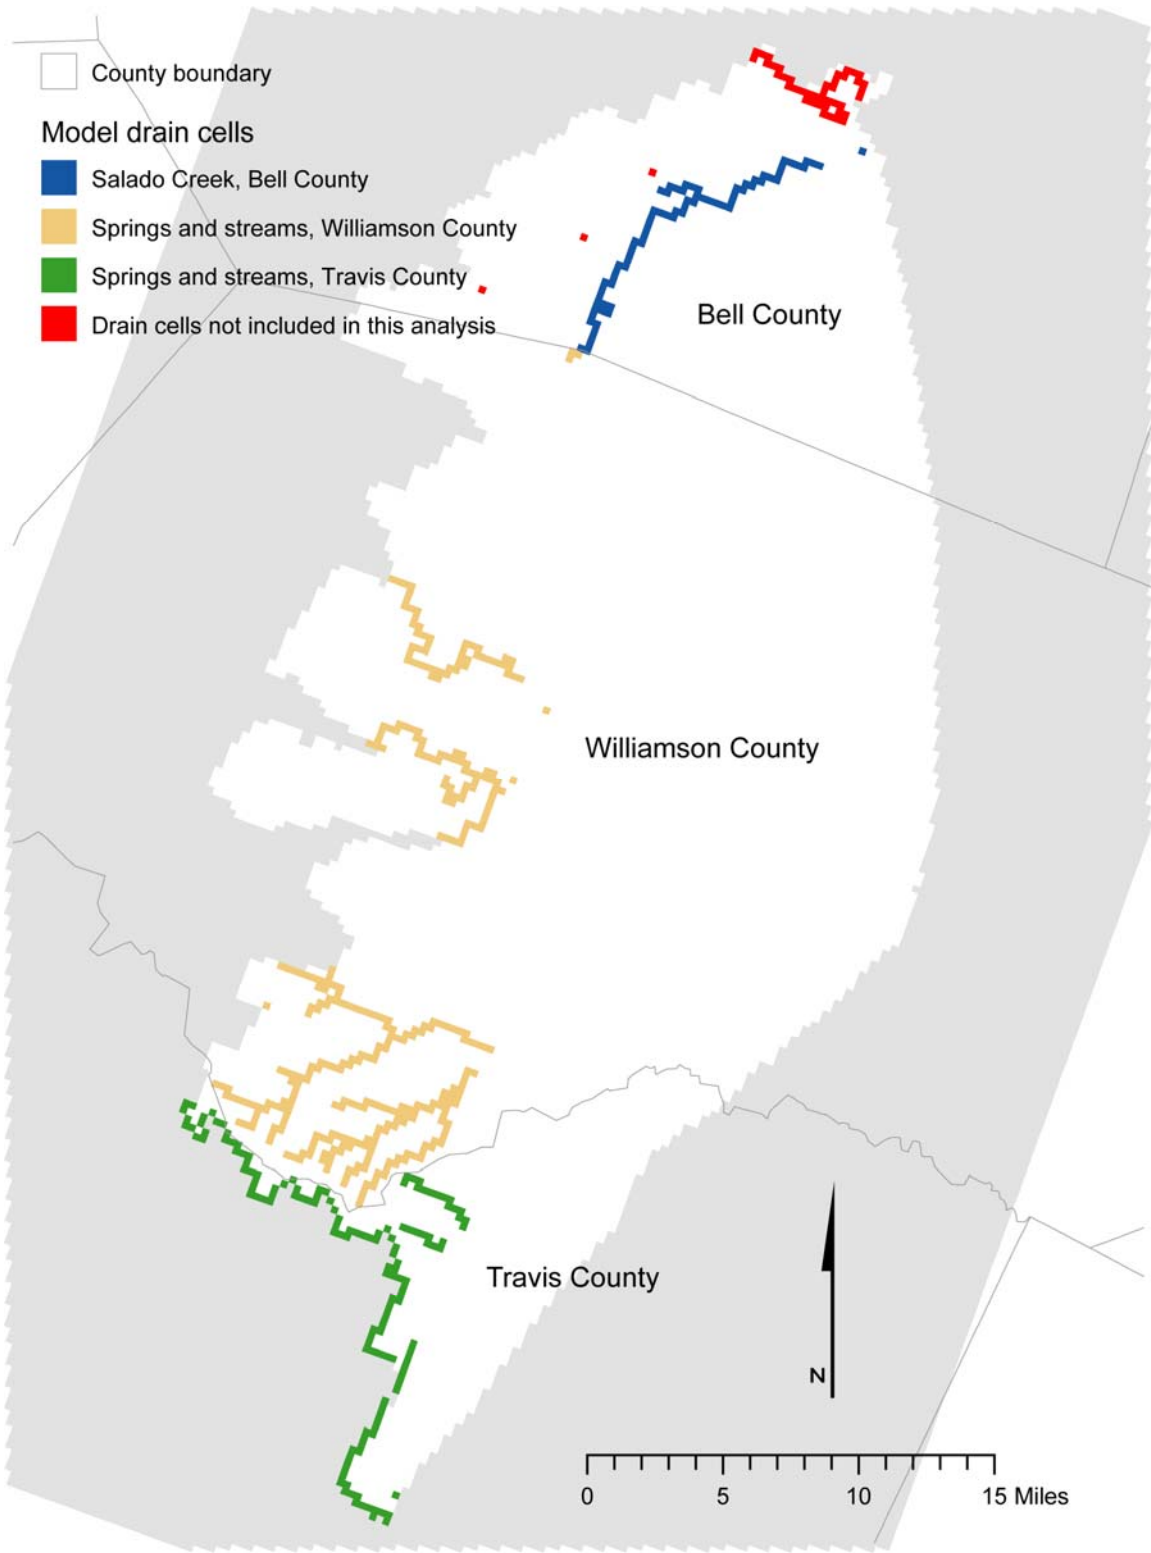 County boundary
Model drain cells
Salado Creek, Bell County
Springs and streams, Williamson County
Springs and streams, Travis County
Drain cells not included in this analysis
Bell County
Williamson County
Travis County
N
0 5 10 15 Miles